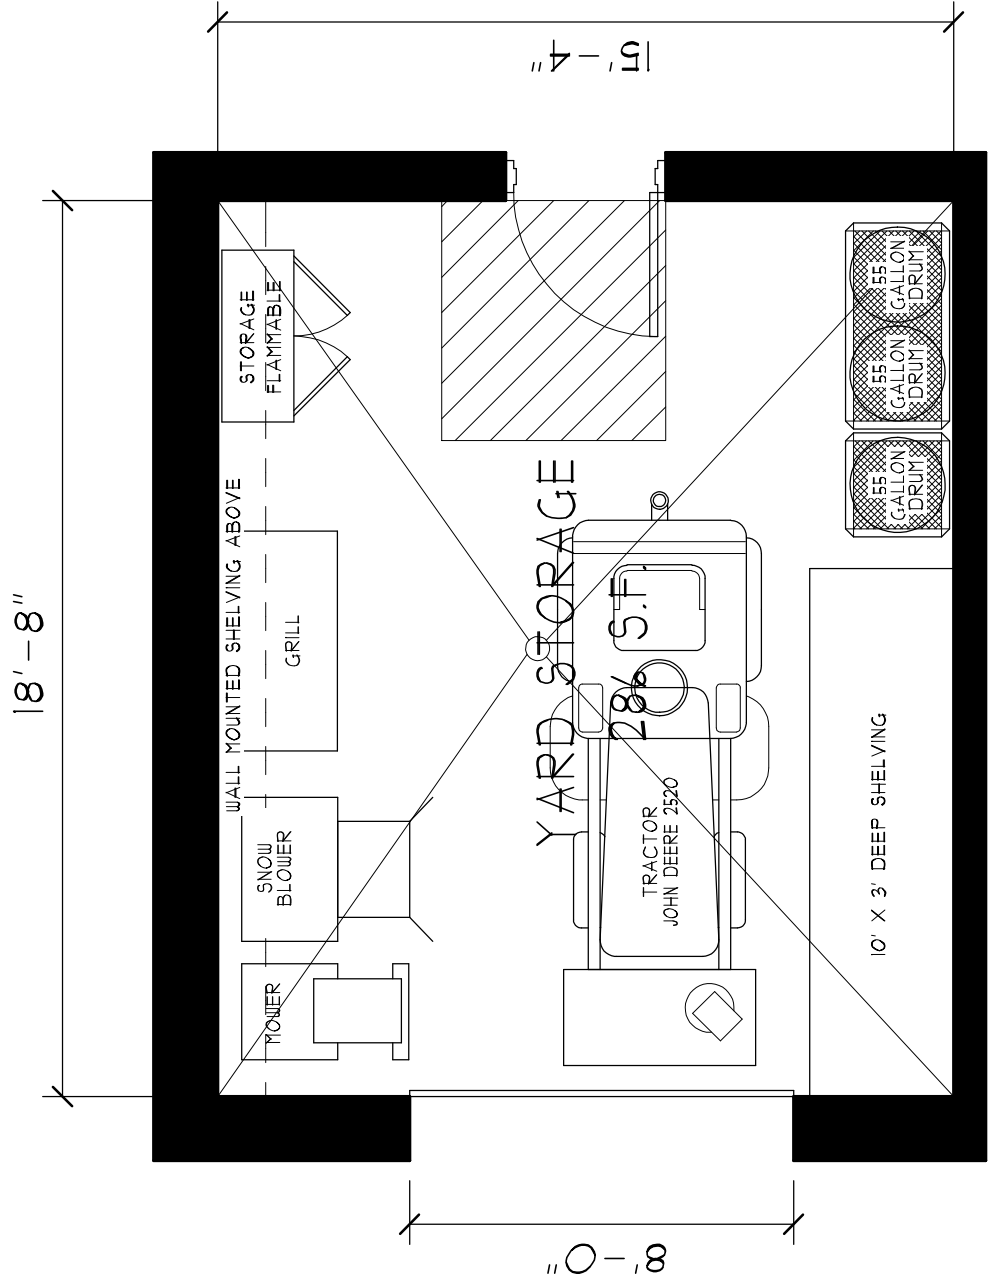 15'-4"
18'-8"
8'-0"
STORAGE
FLAMMABLE
WALL MOUNTED SHELVING ABOVE
GRILL
SNOW
BLOWER
MOWER
YARD STORAGE
286 S.F.
TRACTOR
JOHN DEERE 2520
55
GALLON
DRUM
55
GALLON
DRUM
55
GALLON
DRUM
10' X 3' DEEP SHELVING